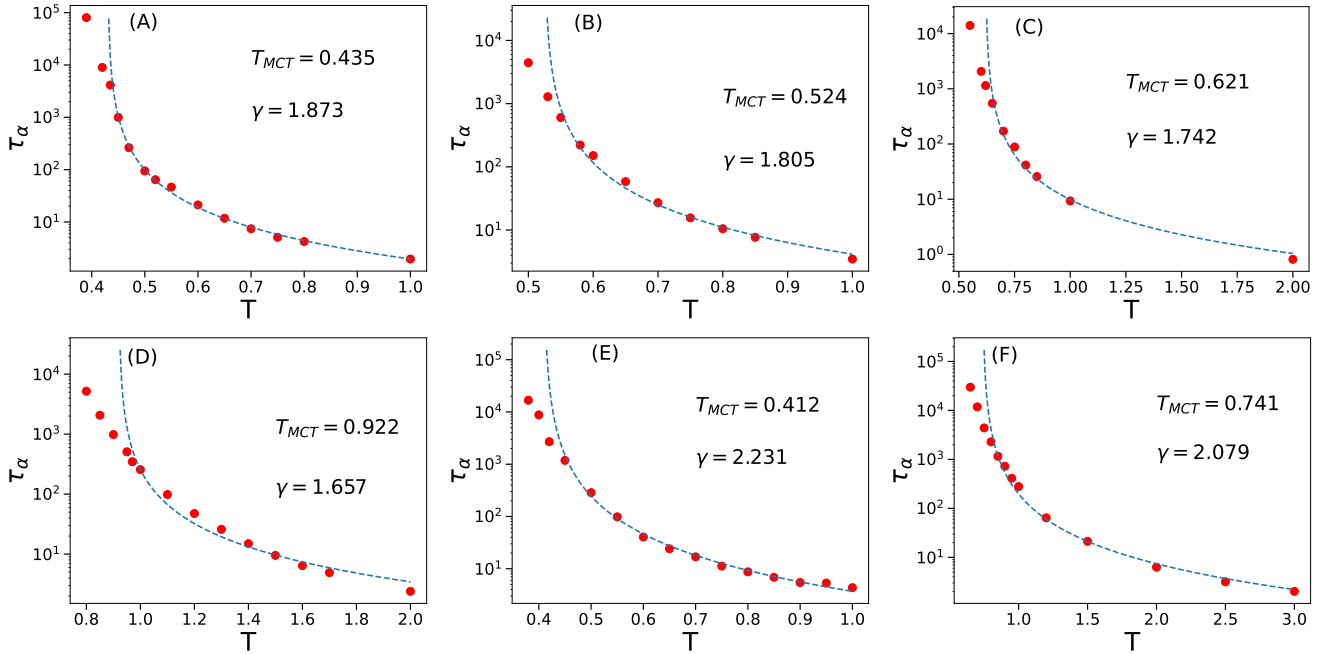 (A)
T_MCT = 0.435
γ = 1.873
τ_α
10^5
10^4
10^3
10^2
10^1
0.4 0.5 0.6 0.7 0.8 0.9 1.0
T
(B)
T_MCT = 0.524
γ = 1.805
τ_α
10^4
10^3
10^2
10^1
0.5 0.6 0.7 0.8 0.9 1.0
T
(C)
T_MCT = 0.621
γ = 1.742
τ_α
10^4
10^3
10^2
10^1
10^0
0.50 0.75 1.00 1.25 1.50 1.75 2.00
T
(D)
T_MCT = 0.922
γ = 1.657
τ_α
10^4
10^3
10^2
10^1
0.8 1.0 1.2 1.4 1.6 1.8 2.0
T
(E)
T_MCT = 0.412
γ = 2.231
τ_α
10^5
10^4
10^3
10^2
10^1
0.4 0.5 0.6 0.7 0.8 0.9 1.0
T
(F)
T_MCT = 0.741
γ = 2.079
τ_α
10^5
10^4
10^3
10^2
10^1
1.0 1.5 2.0 2.5 3.0
T